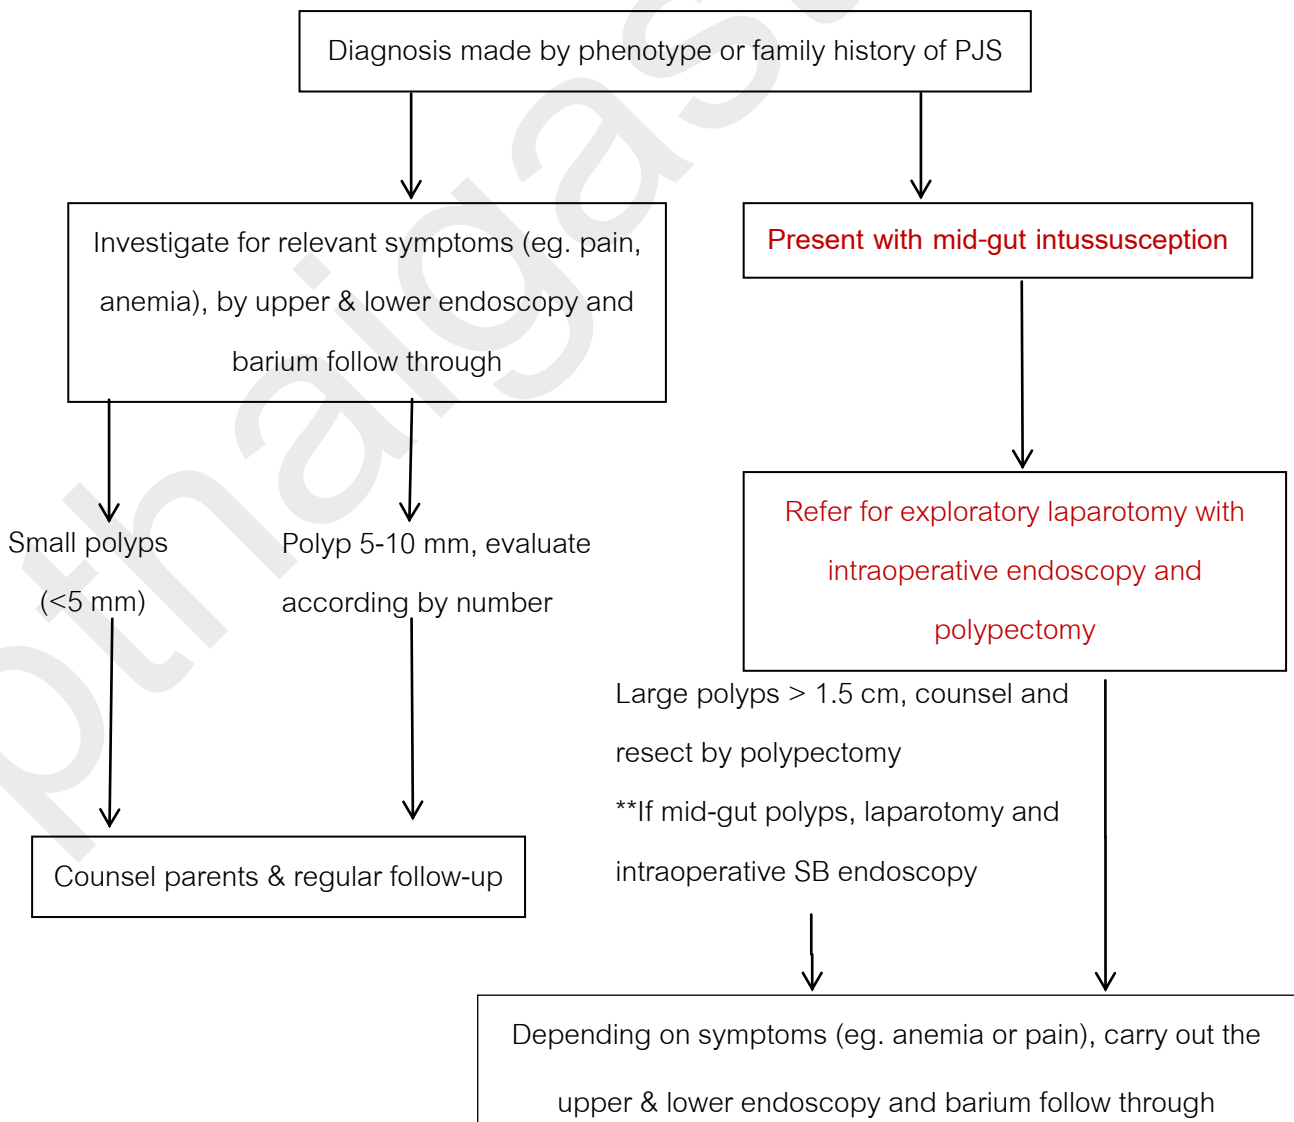 Diagnosis made by phenotype or family history of PJS
Investigate for relevant symptoms (eg. pain,
anemia), by upper & lower endoscopy and
barium follow through
Present with mid-gut intussusception
Refer for exploratory laparotomy with
intraoperative endoscopy and
polypectomy
Small polyps
(<5 mm)
Polyp 5-10 mm, evaluate
according by number
Large polyps > 1.5 cm, counsel and
resect by polypectomy
**If mid-gut polyps, laparotomy and
intraoperative SB endoscopy
Counsel parents & regular follow-up
Depending on symptoms (eg. anemia or pain), carry out the
upper & lower endoscopy and barium follow through
pthaigast